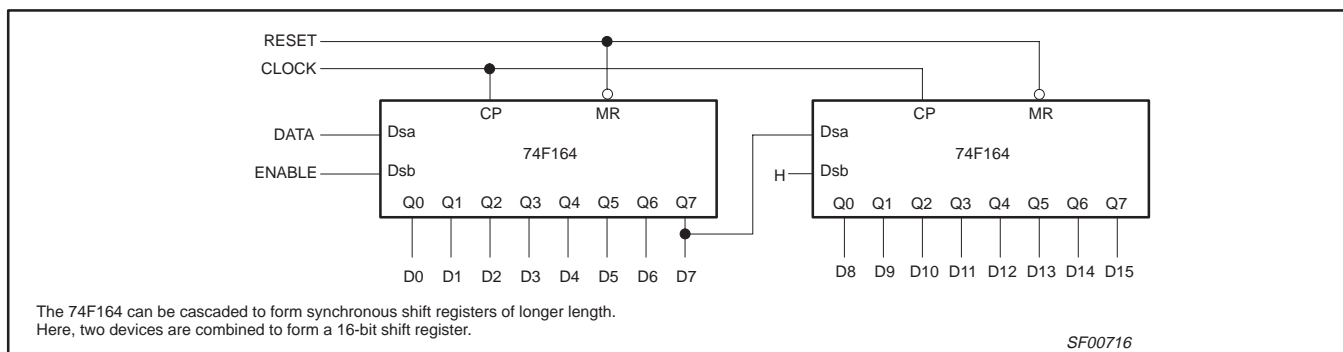 RESET
CLOCK
CP MR CP MR
DATA Dsa Dsa
74F164 74F164
ENABLE Dsb H Dsb
Q0 Q1 Q2 Q3 Q4 Q5 Q6 Q7 Q0 Q1 Q2 Q3 Q4 Q5 Q6 Q7
D0 D1 D2 D3 D4 D5 D6 D7 D8 D9 D10 D11 D12 D13 D14 D15
The 74F164 can be cascaded to form synchronous shift registers of longer length.
Here, two devices are combined to form a 16-bit shift register.
SF00716